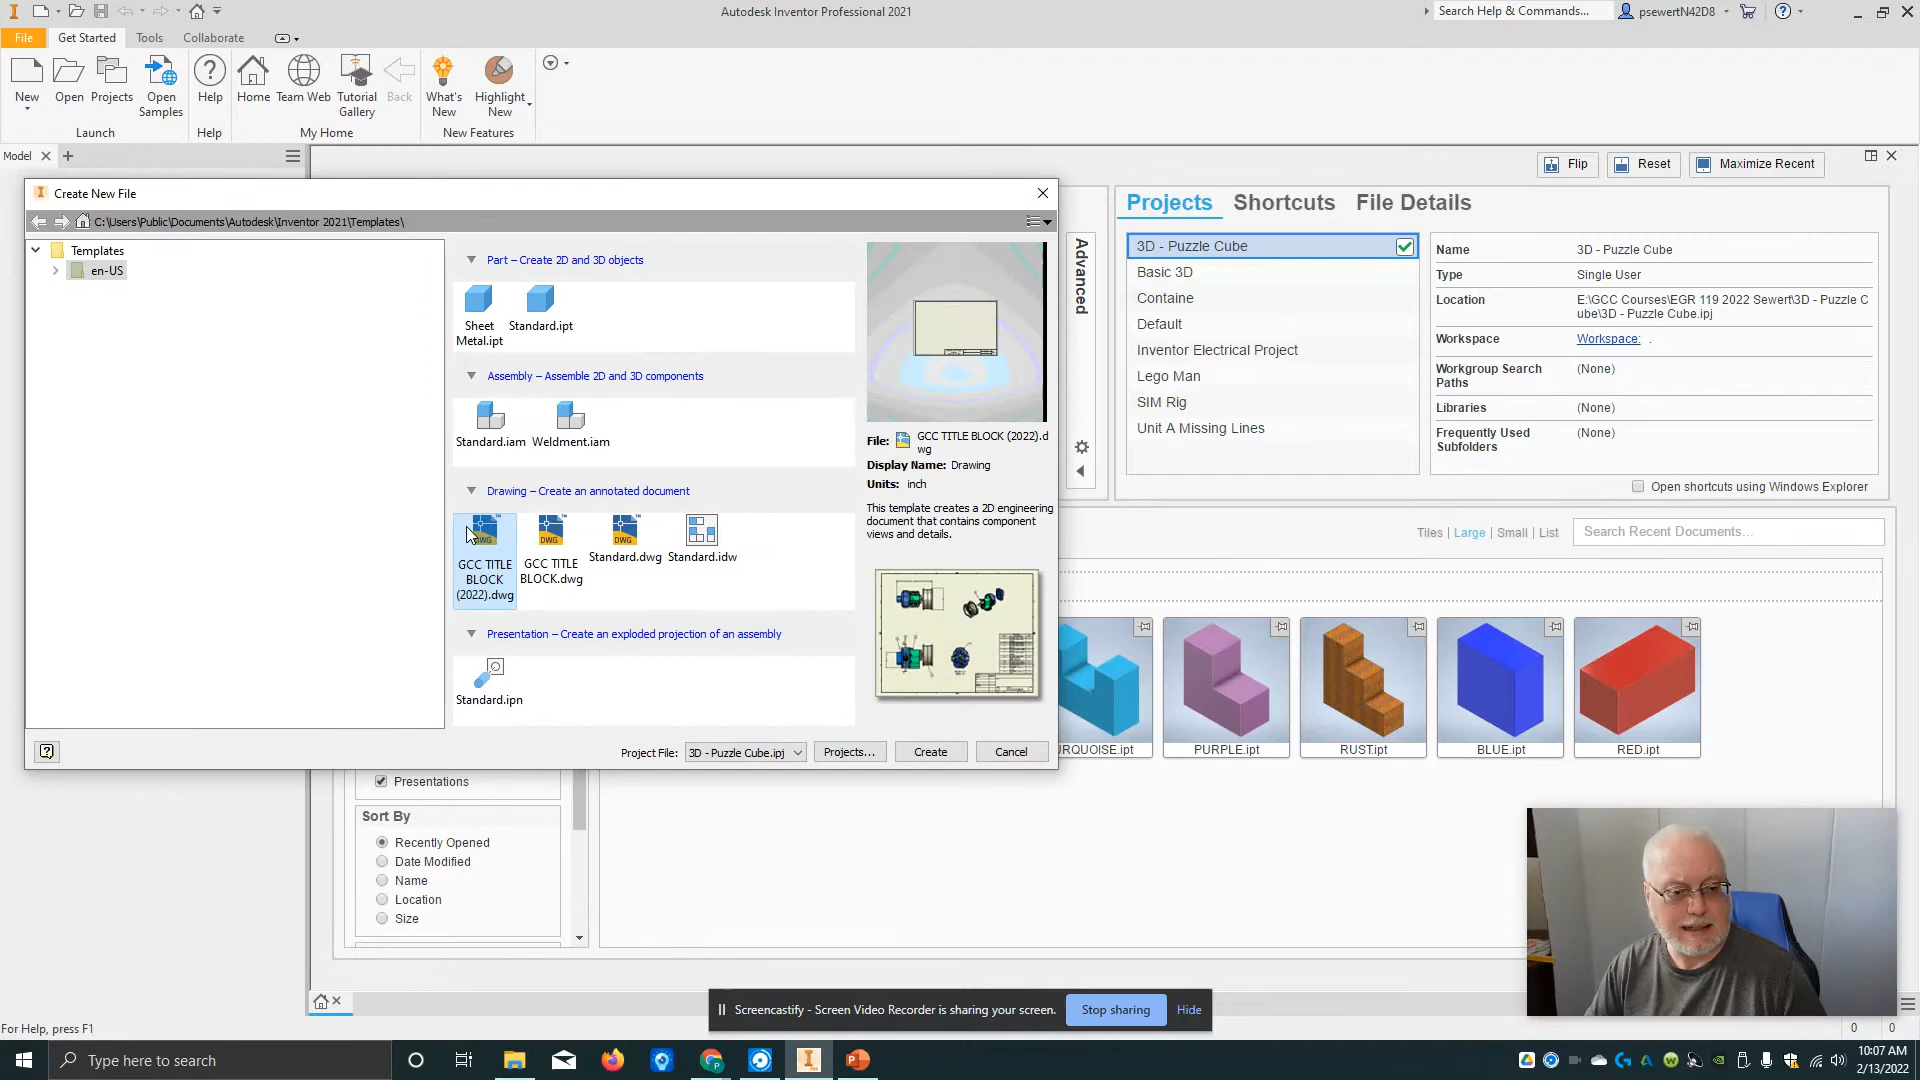 Autodesk Inventor Professional 2021
Search Help & Commands...
psewertN42D8
File
Get Started
Tools
Collaborate
New
Open
Projects
Open
Samples
Help
Home
Team Web
Tutorial
Gallery
Back
What's
New
Highlight
New
Launch
Help
My Home
New Features
Model
Flip
Reset
Maximize Recent
Create New File
C:\Users\Public\Documents\Autodesk\Inventor 2021\Templates\
Templates
en-US
Part – Create 2D and 3D objects
Sheet
Metal.ipt
Standard.ipt
Assembly – Assemble 2D and 3D components
Standard.iam
Weldment.iam
Drawing – Create an annotated document
DWG
GCC TITLE
BLOCK
(2022).dwg
DWG
GCC TITLE
BLOCK.dwg
DWG
Standard.dwg
Standard.idw
Presentation – Create an exploded projection of an assembly
Standard.ipn
File:
GCC TITLE BLOCK (2022).d
wg
Display Name: Drawing
Units: inch
This template creates a 2D engineering
document that contains component
views and details.
Project File:
3D - Puzzle Cube.ipj
Projects...
Create
Cancel
Advanced
Projects
Shortcuts
File Details
3D - Puzzle Cube
Basic 3D
Containe
Default
Inventor Electrical Project
Lego Man
SIM Rig
Unit A Missing Lines
Name
3D - Puzzle Cube
Type
Single User
Location
E:\GCC Courses\EGR 119 2022 Sewert\3D - Puzzle C
ube\3D - Puzzle Cube.ipj
Workspace
Workspace: .
Workgroup Search
Paths
(None)
Libraries
(None)
Frequently Used
Subfolders
(None)
Open shortcuts using Windows Explorer
Tiles | Large | Small | List
Search Recent Documents...
RQUOISE.ipt
PURPLE.ipt
RUST.ipt
BLUE.ipt
RED.ipt
Presentations
Sort By
Recently Opened
Date Modified
Name
Location
Size
Screencastify - Screen Video Recorder is sharing your screen.
Stop sharing
Hide
For Help, press F1
0
0
Type here to search
10:07 AM
2/13/2022